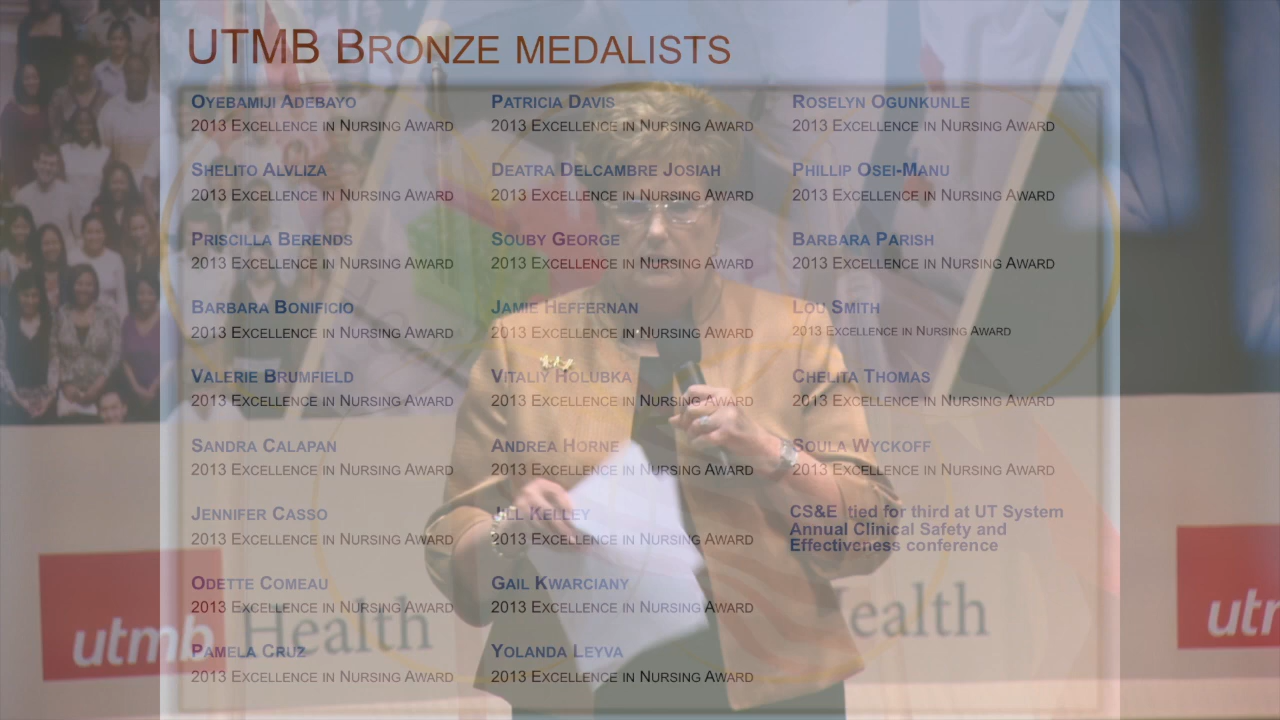 UTMB BRONZE MEDALISTS
OYEBAMIJI ADEBAYO
2013 EXCELLENCE IN NURSING AWARD
SHELITO ALVLIZA
2013 EXCELLENCE IN NURSING AWARD
PRISCILLA BERENDS
2013 EXCELLENCE IN NURSING AWARD
BARBARA BONIFICIO
2013 EXCELLENCE IN NURSING AWARD
VALERIE BRUMFIELD
2013 EXCELLENCE IN NURSING AWARD
SANDRA CALAPAN
2013 EXCELLENCE IN NURSING AWARD
JENNIFER CASSO
2013 EXCELLENCE IN NURSING AWARD
ODETTE COMEAU
2013 EXCELLENCE IN NURSING AWARD
PAMELA CRUZ
2013 EXCELLENCE IN NURSING AWARD
PATRICIA DAVIS
2013 EXCELLENCE IN NURSING AWARD
DEATRA DELCAMBRE JOSIAH
2013 EXCELLENCE IN NURSING AWARD
SOUBY GEORGE
2013 EXCELLENCE IN NURSING AWARD
JAMIE HEFFERNAN
2013 EXCELLENCE IN NURSING AWARD
VITALIY HOLUBKA
2013 EXCELLENCE IN NURSING AWARD
ANDREA HORNE
2013 EXCELLENCE IN NURSING AWARD
JILL KELLEY
2013 EXCELLENCE IN NURSING AWARD
GAIL KWARCIANY
2013 EXCELLENCE IN NURSING AWARD
YOLANDA LEYVA
2013 EXCELLENCE IN NURSING AWARD
ROSELYN OGUNKUNLE
2013 EXCELLENCE IN NURSING AWARD
PHILLIP OSEI-MANU
2013 EXCELLENCE IN NURSING AWARD
BARBARA PARISH
2013 EXCELLENCE IN NURSING AWARD
LOU SMITH
2013 EXCELLENCE IN NURSING AWARD
CHELITA THOMAS
2013 EXCELLENCE IN NURSING AWARD
SOULA WYCKOFF
2013 EXCELLENCE IN NURSING AWARD
CS&E tied for third at UT System
Annual Clinical Safety and
Effectiveness conference
utmb Health
Health
utm